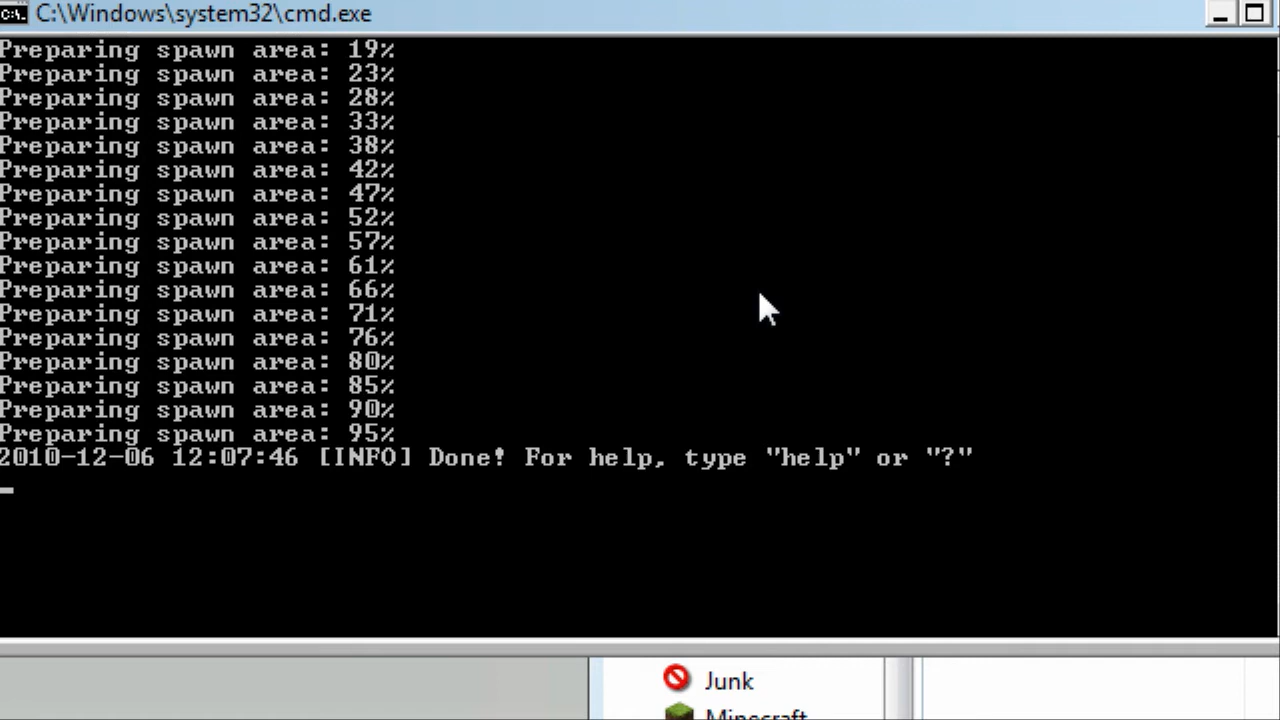 C:\Windows\system32\cmd.exe
Preparing spawn area: 19%
Preparing spawn area: 23%
Preparing spawn area: 28%
Preparing spawn area: 33%
Preparing spawn area: 38%
Preparing spawn area: 42%
Preparing spawn area: 47%
Preparing spawn area: 52%
Preparing spawn area: 57%
Preparing spawn area: 61%
Preparing spawn area: 66%
Preparing spawn area: 71%
Preparing spawn area: 76%
Preparing spawn area: 80%
Preparing spawn area: 85%
Preparing spawn area: 90%
Preparing spawn area: 95%
2010-12-06 12:07:46 [INFO] Done! For help, type "help" or "?"
Junk
Minecraft